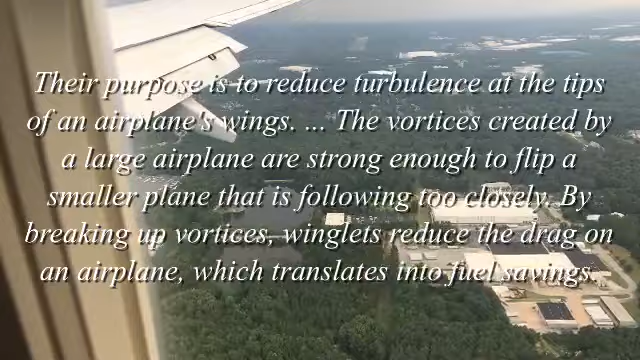 Their purpose is to reduce turbulence at the tips
of an airplane's wings. ... The vortices created by
a large airplane are strong enough to flip a
smaller plane that is following too closely. By
breaking up vortices, winglets reduce the drag on
an airplane, which translates into fuel savings.